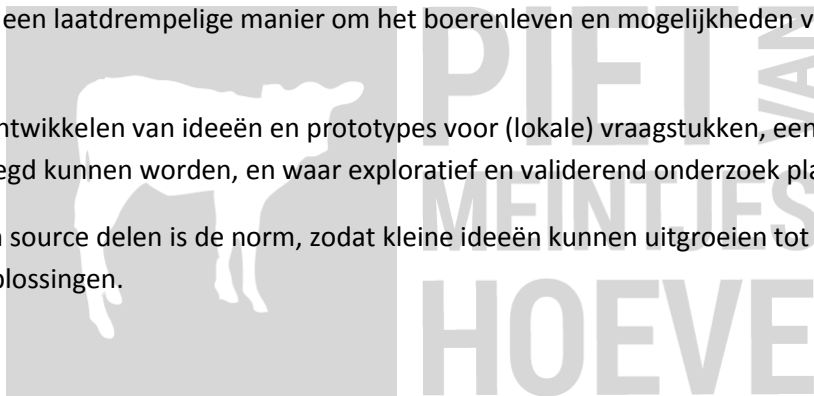 een laatdrempelige manier om het boerenleven en mogelijkheden v
ntwikkelen van ideeën en prototypes voor (lokale) vraagstukken, een
egd kunnen worden, en waar exploratief en validerend onderzoek pla
source delen is de norm, zodat kleine ideeën kunnen uitgroeien tot
plossingen.
PIET VAN
MEINTJES
HOEVE